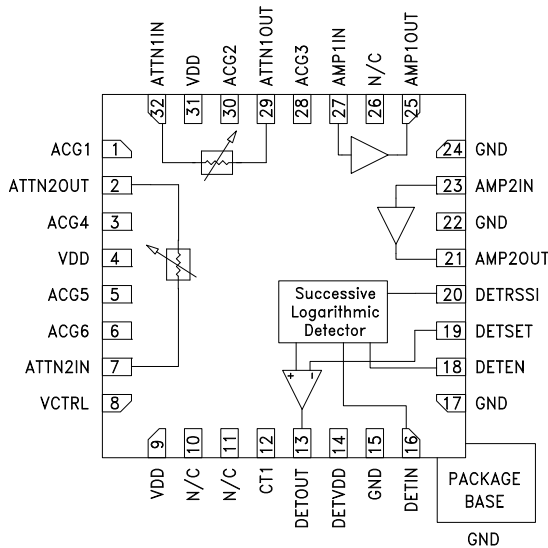 ATTN1IN
VDD
ACG2
ATTN1OUT
ACG3
AMP1IN
N/C
AMP1OUT
32
31
30
29
28
27
26
25
ACG1 1
ATTN2OUT 2
ACG4 3
VDD 4
ACG5 5
ACG6 6
ATTN2IN 7
VCTRL 8
24 GND
23 AMP2IN
22 GND
21 AMP2OUT
20 DETRSSI
19 DETSET
18 DETEN
17 GND
Successive
Logarithmic
Detector
+ -
9
10
11
12
13
14
15
16
VDD
N/C
N/C
CT1
DETOUT
DETVDD
GND
DETIN
PACKAGE
BASE
GND